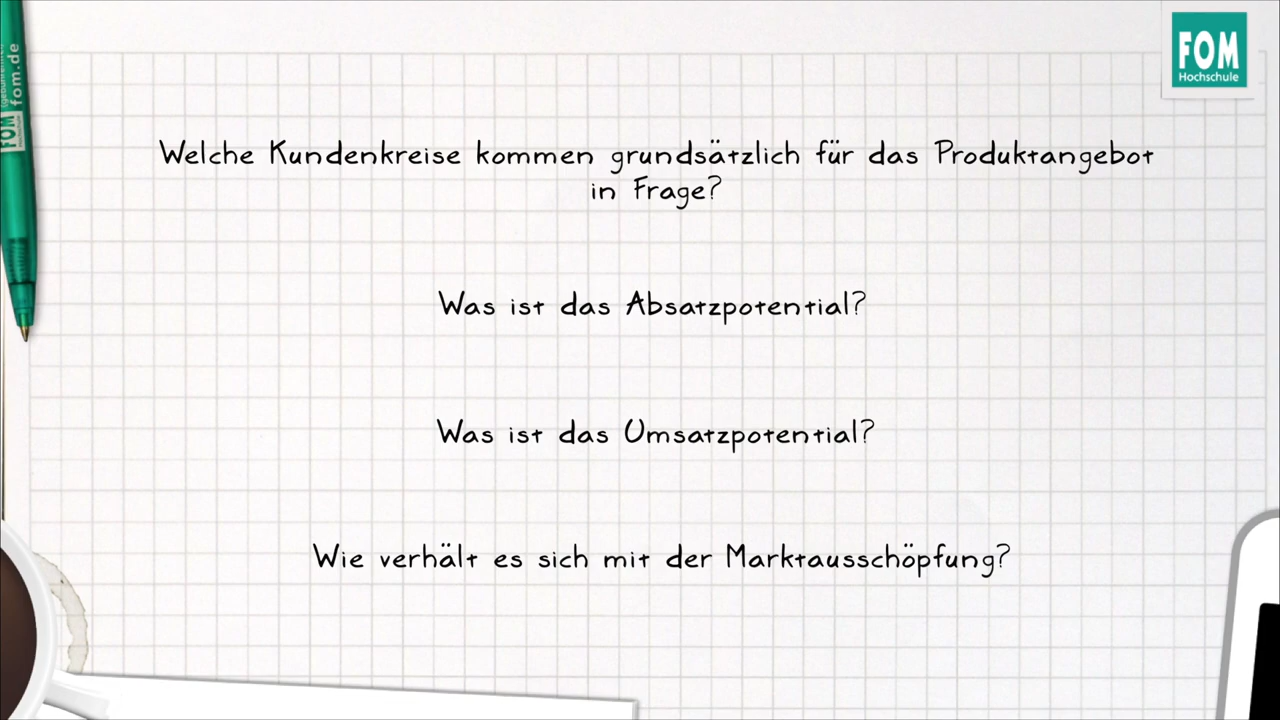 FOM
Hochschule
fom.de
FOM
Hochschule
Welche Kundenkreise kommen grundsätzlich für das Produktangebot
in Frage?
Was ist das Absatzpotential?
Was ist das Umsatzpotential?
Wie verhält es sich mit der Marktausschöpfung?